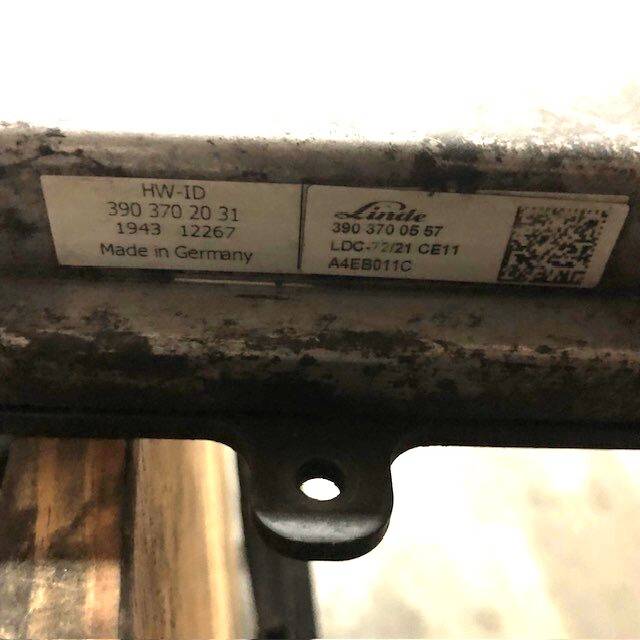 HW-ID
390 370 20 31
1943 12267
Made in Germany
Linde
390 370 05 57
LDC-72/21 CE11
A4EB011C